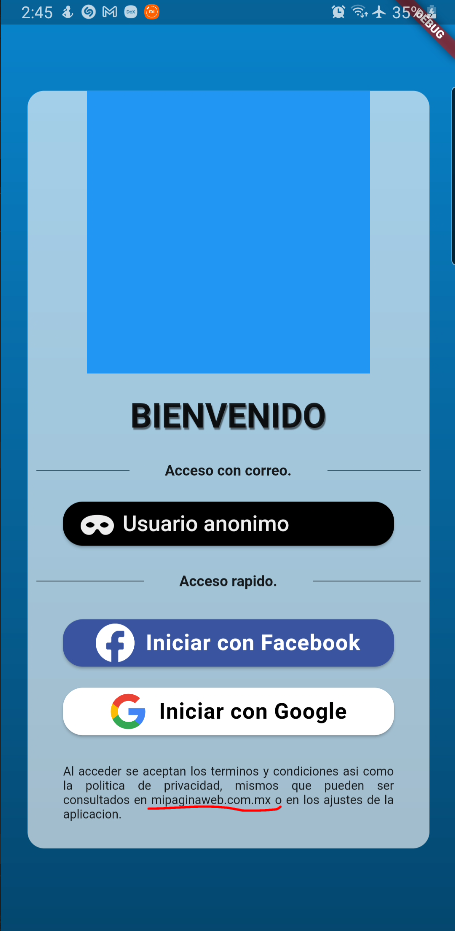 2:45
35%
DEBUG
BIENVENIDO
Acceso con correo.
Usuario anonimo
Acceso rapido.
Iniciar con Facebook
Iniciar con Google
Al acceder se aceptan los terminos y condiciones asi como
la politica de privacidad, mismos que pueden ser
consultados en mipaginaweb.com.mx o en los ajustes de la
aplicacion.